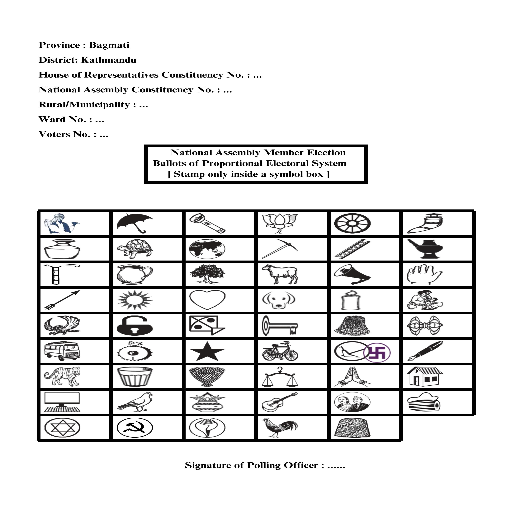 Province : Bagmati
District: Kathmandu
House of Representatives Constituency No. : ...
National Assembly Constituency No. : ...
Rural/Municipality : ...
Ward No. : ...
Voters No. : ...
National Assembly Member Election
Ballots of Proportional Electoral System
[ Stamp only inside a symbol box ]
Signature of Polling Officer : ......